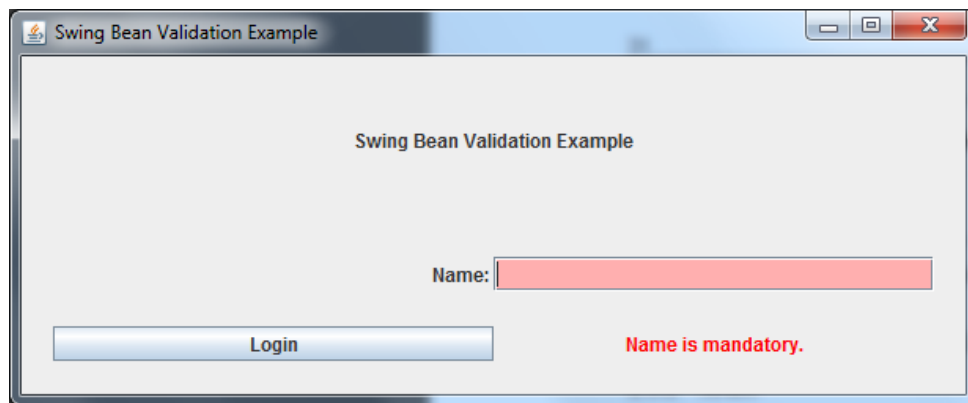 Swing Bean Validation Example
Swing Bean Validation Example
Name:
Login
Name is mandatory.